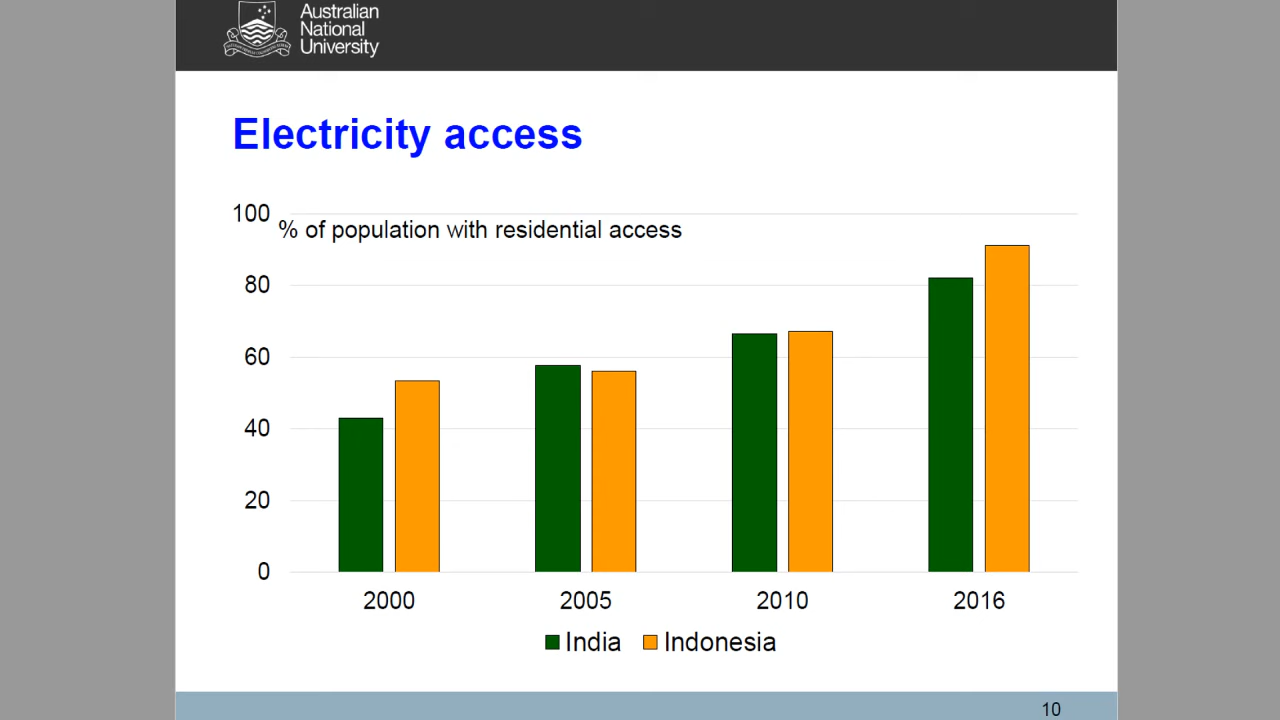 Australian
National
University
Electricity access
100
% of population with residential access
80
60
40
20
0
2000 2005 2010 2016
India Indonesia
10